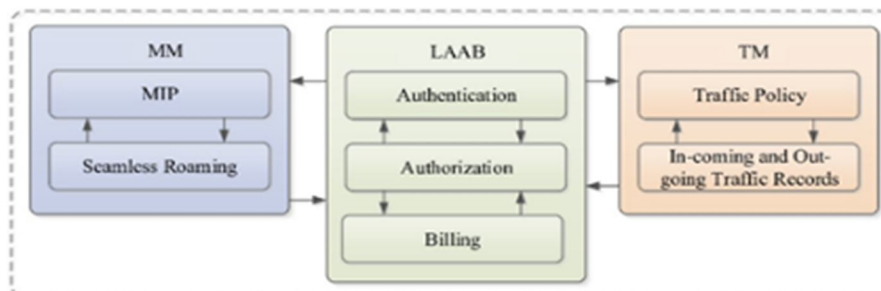 MM
MIP
Seamless Roaming
LAAB
Authentication
Authorization
Billing
TM
Traffic Policy
In-coming and Out-
going Traffic Records